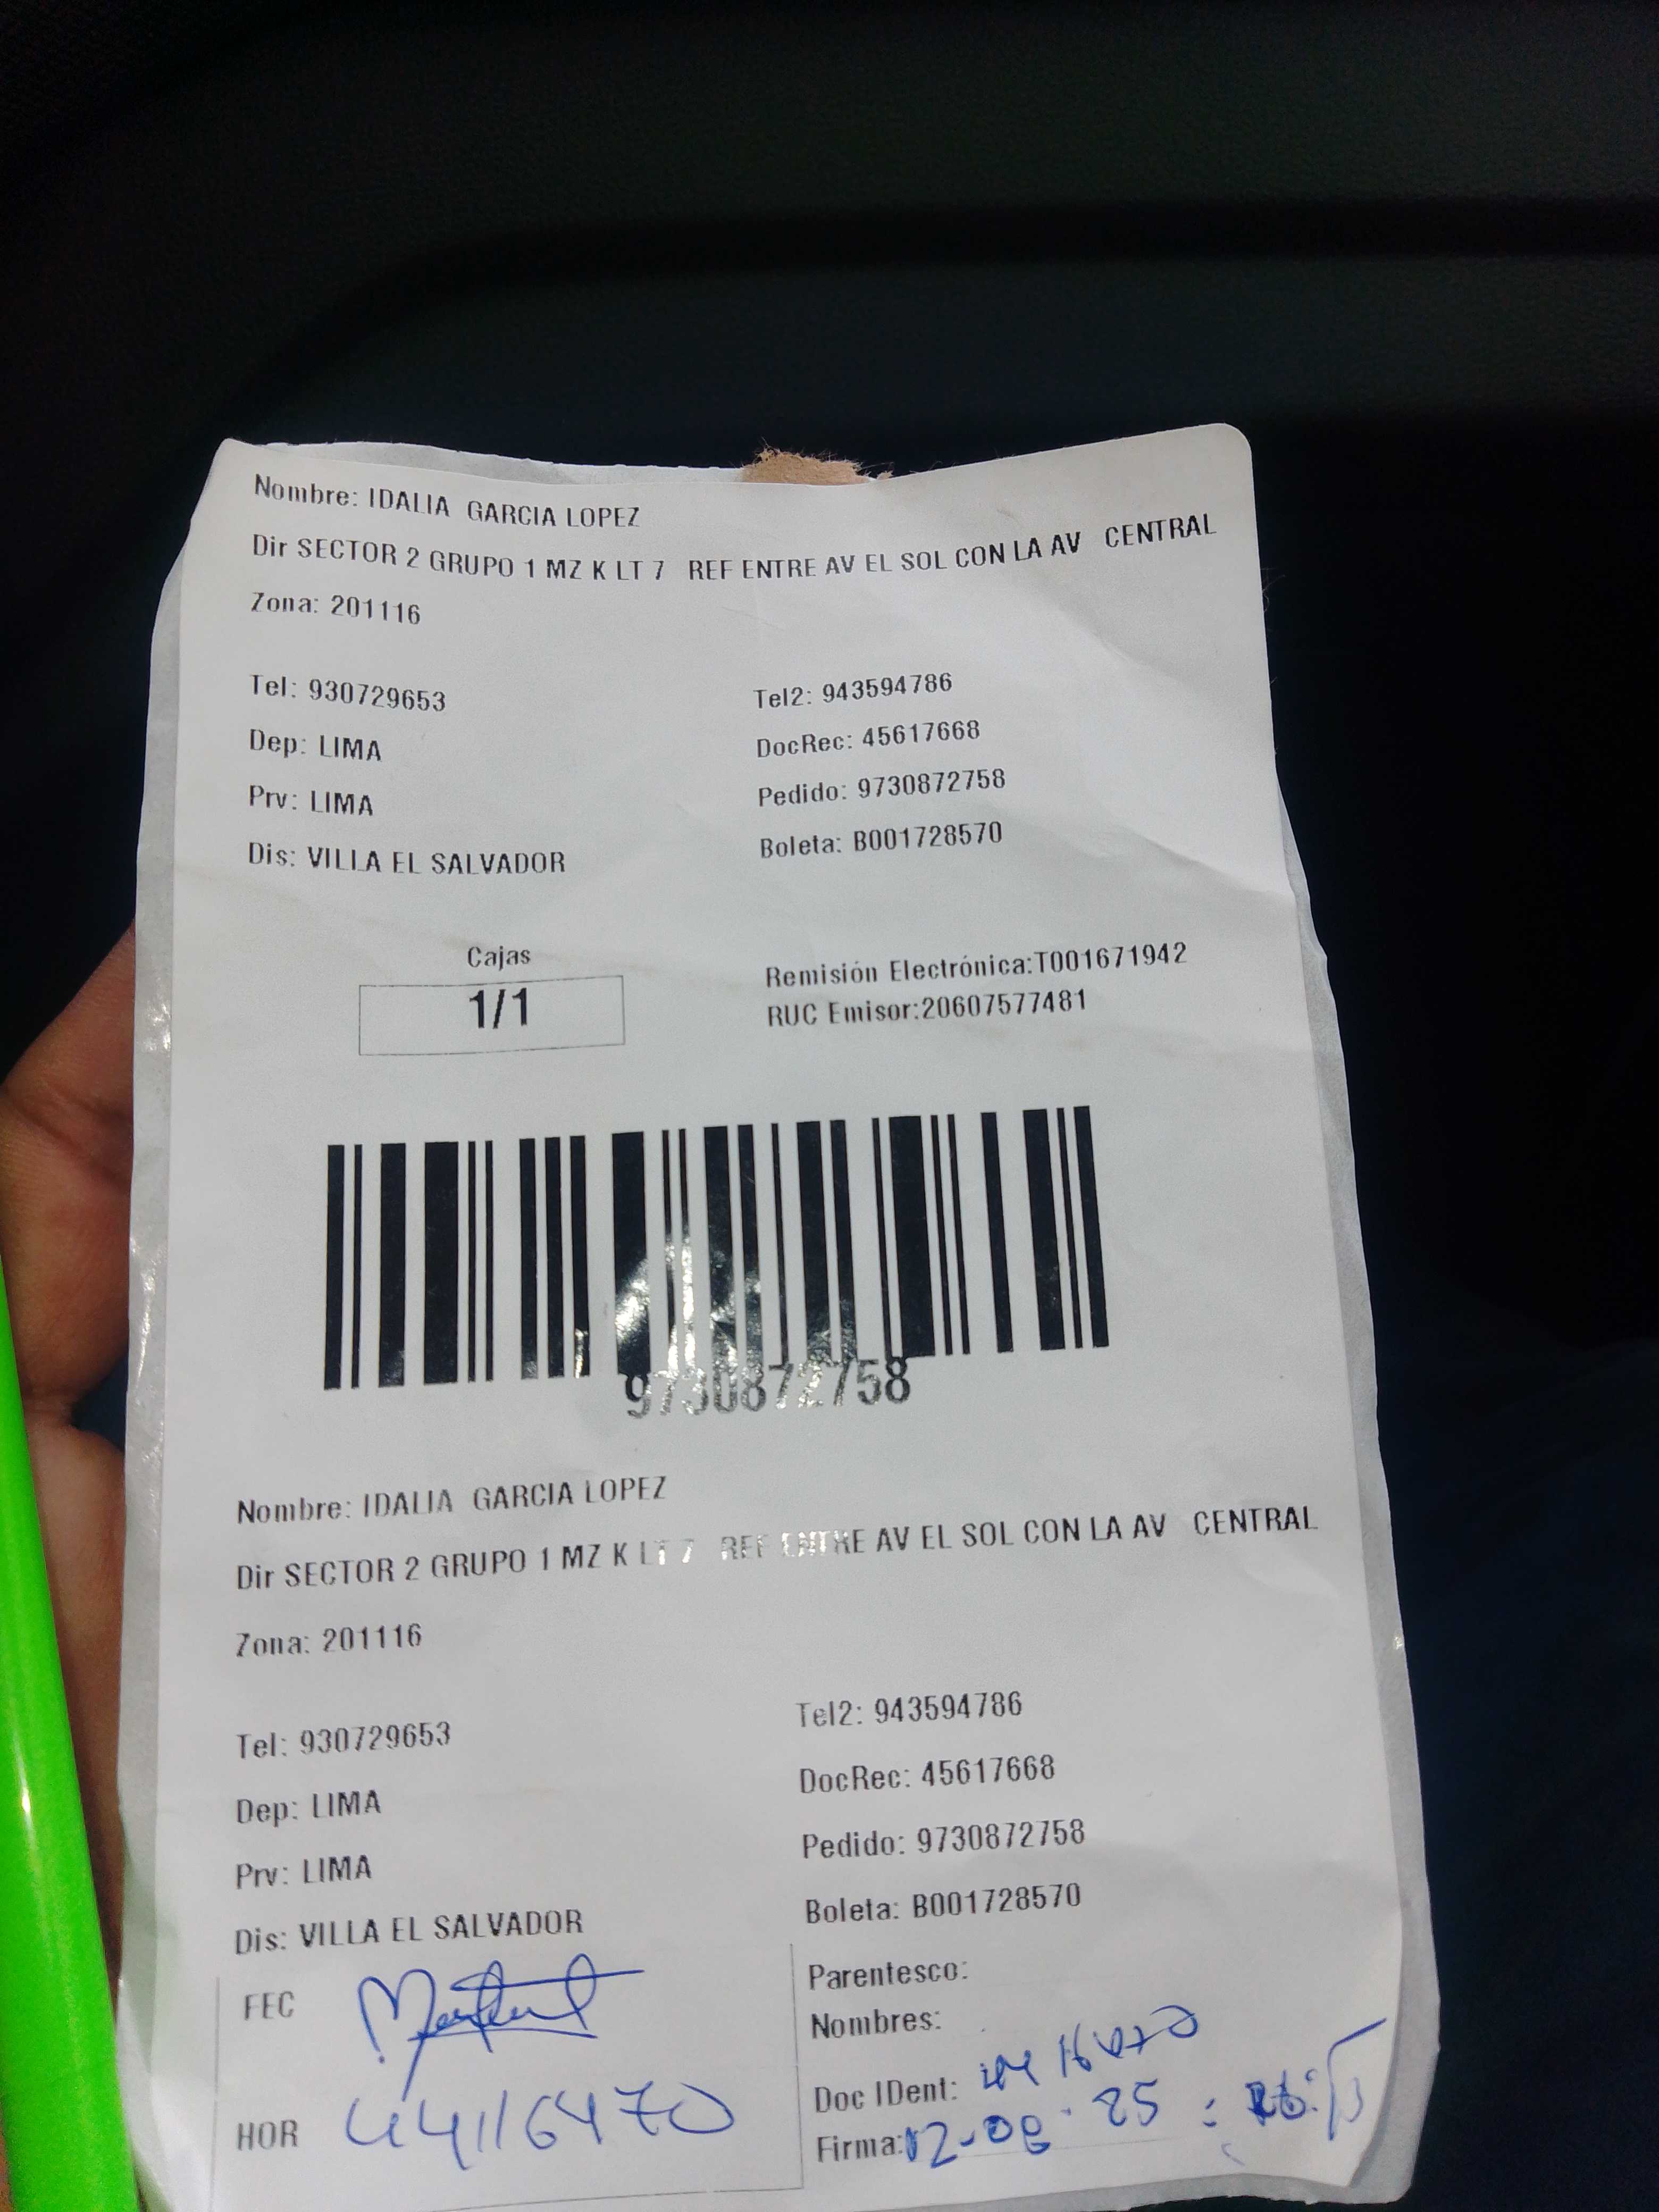 Nombre: IDALIA GARCIA LOPEZ
Dir SECTOR 2 GRUPO 1 MZ K LT 7 REF ENTRE AV EL SOL CON LA AV CENTRAL
Zona: 201116
Tel: 930729653 Tel2: 943594786
Dep: LIMA DocRec: 45617668
Prv: LIMA Pedido: 9730872758
Dis: VILLA EL SALVADOR Boleta: B001728570
Cajas
1/1
Remisión Electrónica:T001671942
RUC Emisor:20607577481
9730872758
Nombre: IDALIA GARCIA LOPEZ
Dir SECTOR 2 GRUPO 1 MZ K LT 7 REF ENTRE AV EL SOL CON LA AV CENTRAL
Zona: 201116
Tel: 930729653 Tel2: 943594786
Dep: LIMA DocRec: 45617668
Prv: LIMA Pedido: 9730872758
Dis: VILLA EL SALVADOR Boleta: B001728570
FEC
Parentesco:
Nombres:
HOR 44116470
Doc IDent: 44116470
Firma: